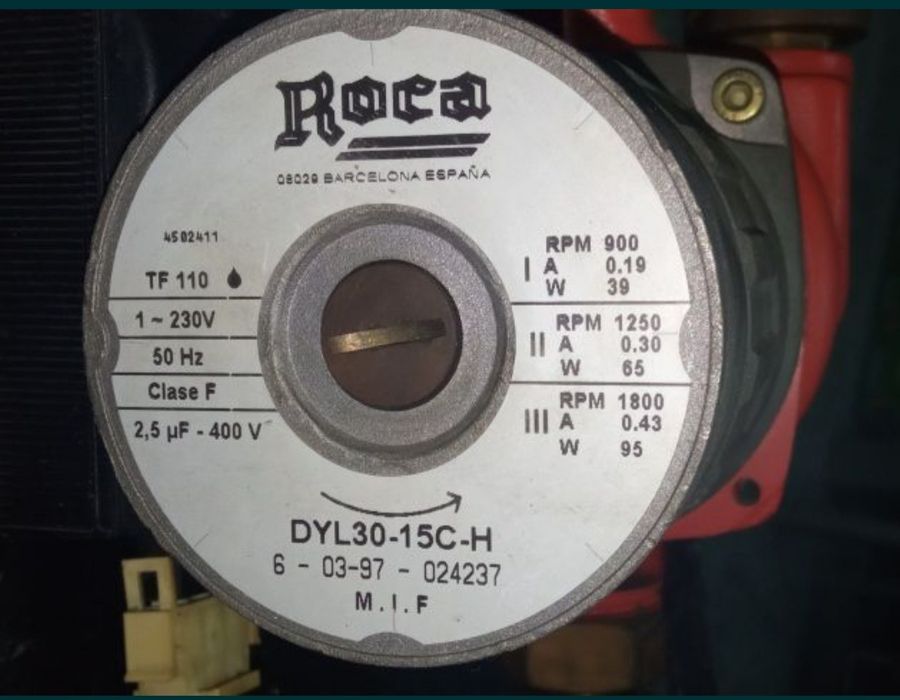 Roca
08029 BARCELONA ESPAÑA
4502411
TF 110
1 ~ 230V
50 Hz
Clase F
2,5 µF - 400 V
I
RPM 900
A 0.19
W 39
II
RPM 1250
A 0.30
W 65
III
RPM 1800
A 0.43
W 95
DYL30-15C-H
6 - 03-97 - 024237
M.I.F